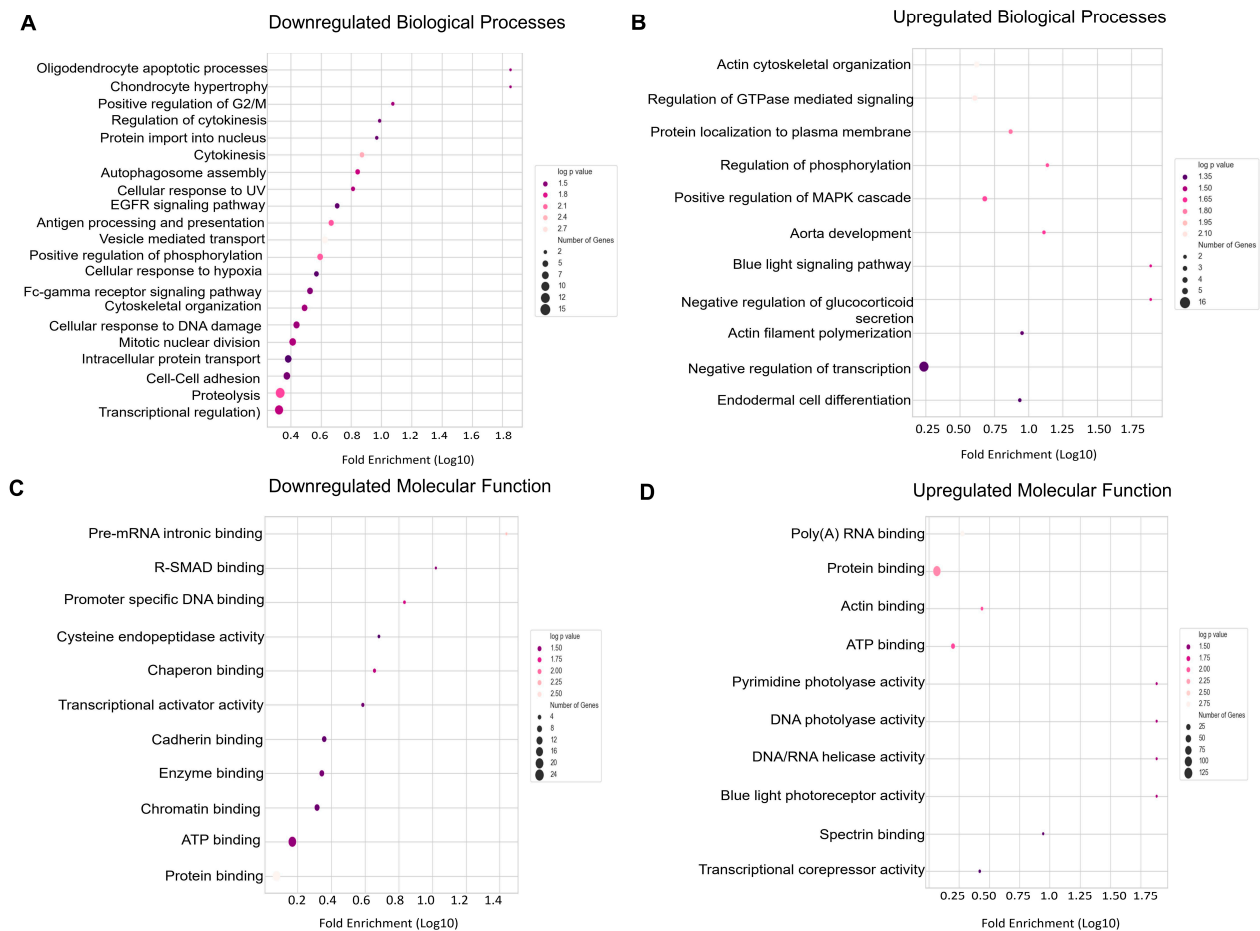 A
Downregulated Biological Processes
Oligodendrocyte apoptotic processes
Chondrocyte hypertrophy
Positive regulation of G2/M
Regulation of cytokinesis
Protein import into nucleus
Cytokinesis
Autophagosome assembly
Cellular response to UV
EGFR signaling pathway
Antigen processing and presentation
Vesicle mediated transport
Positive regulation of phosphorylation
Cellular response to hypoxia
Fc-gamma receptor signaling pathway
Cytoskeletal organization
Cellular response to DNA damage
Mitotic nuclear division
Intracellular protein transport
Cell-Cell adhesion
Proteolysis
Transcriptional regulation)
0.4 0.6 0.8 1.0 1.2 1.4 1.6 1.8
Fold Enrichment (Log10)
log p value
1.5
1.8
2.1
2.4
2.7
Number of Genes
2
5
7
10
12
15
B
Upregulated Biological Processes
Actin cytoskeletal organization
Regulation of GTPase mediated signaling
Protein localization to plasma membrane
Regulation of phosphorylation
Positive regulation of MAPK cascade
Aorta development
Blue light signaling pathway
Negative regulation of glucocorticoid
secretion
Actin filament polymerization
Negative regulation of transcription
Endodermal cell differentiation
0.25 0.50 0.75 1.0 1.25 1.50 1.75
Fold Enrichment (Log10)
log p value
1.35
1.50
1.65
1.80
1.95
2.10
Number of Genes
2
3
4
5
16
C
Downregulated Molecular Function
Pre-mRNA intronic binding
R-SMAD binding
Promoter specific DNA binding
Cysteine endopeptidase activity
Chaperon binding
Transcriptional activator activity
Cadherin binding
Enzyme binding
Chromatin binding
ATP binding
Protein binding
0.2 0.4 0.6 0.8 1.0 1.2 1.4
Fold Enrichment (Log10)
log p value
1.50
1.75
2.00
2.25
2.50
Number of Genes
4
8
12
16
20
24
D
Upregulated Molecular Function
Poly(A) RNA binding
Protein binding
Actin binding
ATP binding
Pyrimidine photolyase activity
DNA photolyase activity
DNA/RNA helicase activity
Blue light photoreceptor activity
Spectrin binding
Transcriptional corepressor activity
0.25 0.50 0.75 1.0 1.25 1.50 1.75
Fold Enrichment (Log10)
log p value
1.50
1.75
2.00
2.25
2.50
2.75
Number of Genes
25
50
75
100
125